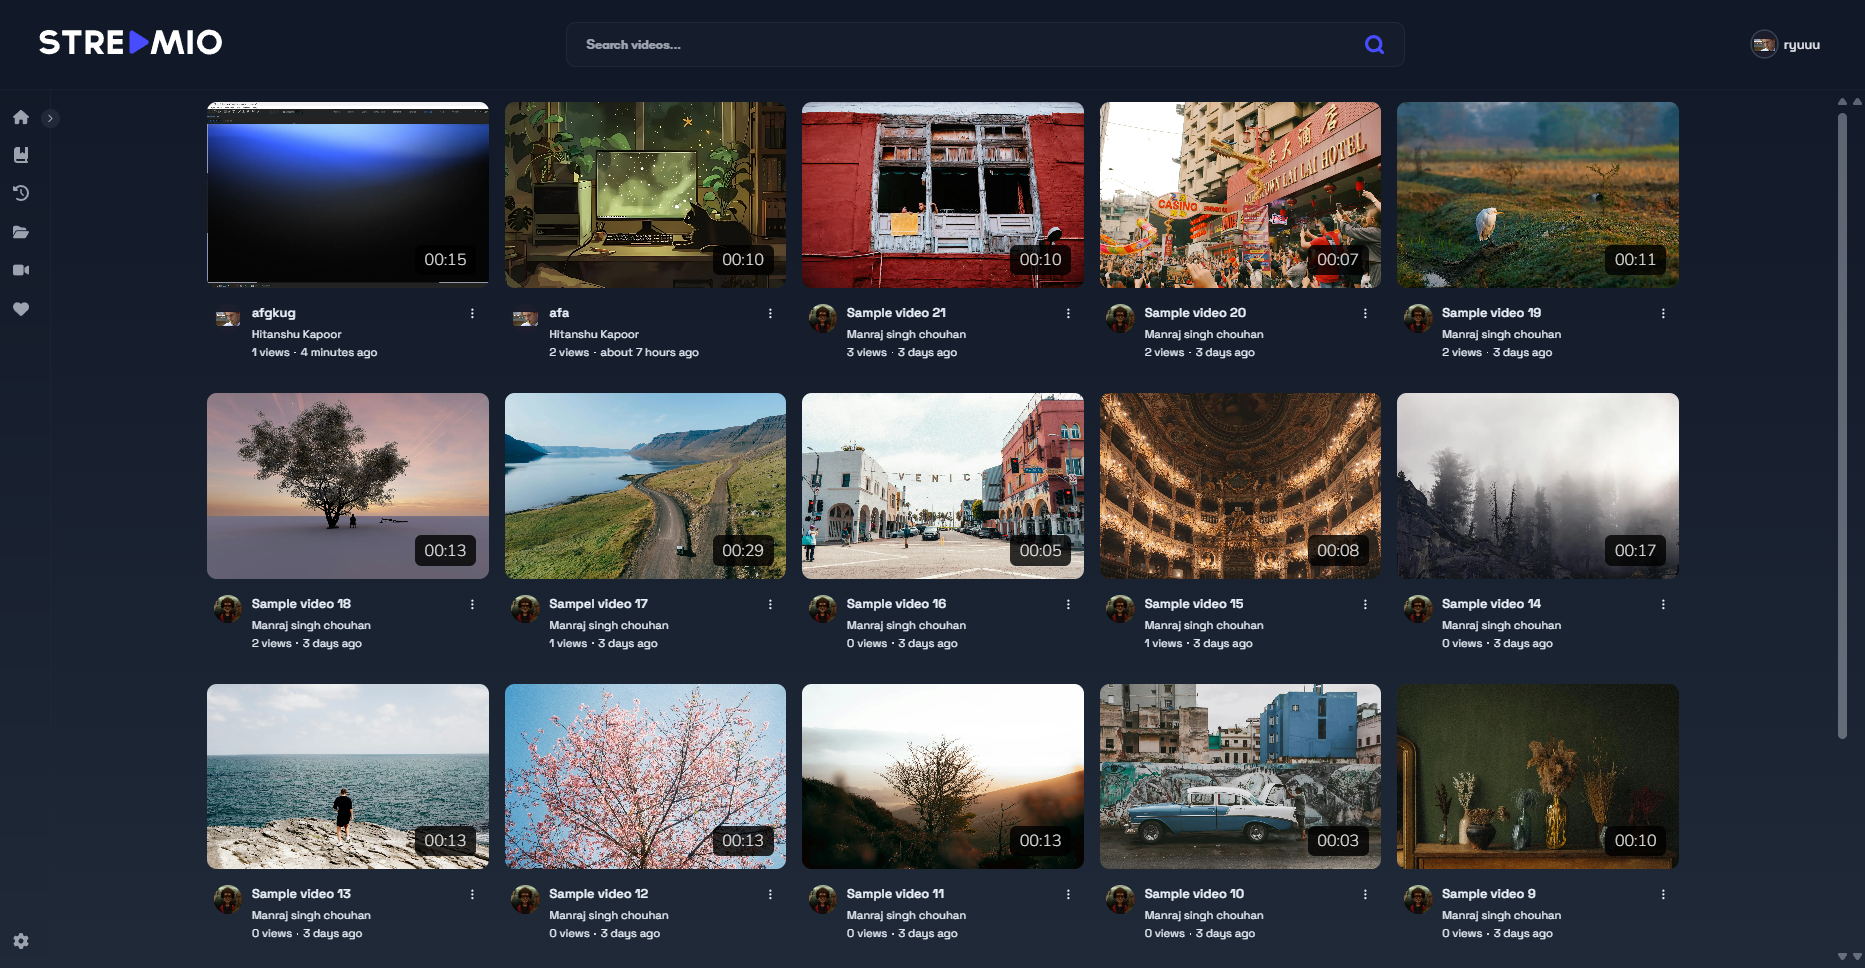 STREAMIO
Search videos...
ryuuu
00:15
00:10
00:10
大酒店
TOWN LAI LAI HOTEL
CASINO
00:07
00:11
afgkug
Hitanshu Kapoor
1 views · 4 minutes ago
afa
Hitanshu Kapoor
2 views · about 7 hours ago
Sample video 21
Manraj singh chouhan
3 views · 3 days ago
Sample video 20
Manraj singh chouhan
2 views · 3 days ago
Sample video 19
Manraj singh chouhan
2 views · 3 days ago
00:13
00:29
VENIC
00:05
00:08
00:17
Sample video 18
Manraj singh chouhan
2 views · 3 days ago
Sampel video 17
Manraj singh chouhan
1 views · 3 days ago
Sample video 16
Manraj singh chouhan
0 views · 3 days ago
Sample video 15
Manraj singh chouhan
1 views · 3 days ago
Sample video 14
Manraj singh chouhan
0 views · 3 days ago
00:13
00:13
00:13
00:03
00:10
Sample video 13
Manraj singh chouhan
0 views · 3 days ago
Sample video 12
Manraj singh chouhan
0 views · 3 days ago
Sample video 11
Manraj singh chouhan
0 views · 3 days ago
Sample video 10
Manraj singh chouhan
0 views · 3 days ago
Sample video 9
Manraj singh chouhan
0 views · 3 days ago